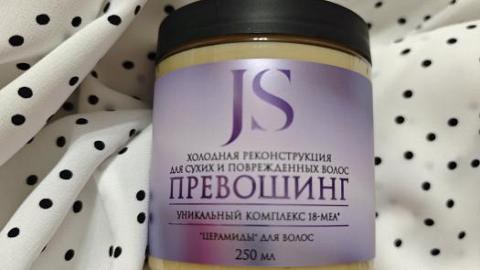 JS
ХОЛОДНАЯ РЕКОНСТРУКЦИЯ
ДЛЯ СУХИХ И ПОВРЕЖДЕННЫХ ВОЛОС
ПРЕВОШИНГ
УНИКАЛЬНЫЙ КОМПЛЕКС 18-МЕА*
"ЦЕРАМИДЫ" ДЛЯ ВОЛОС
250 МЛ